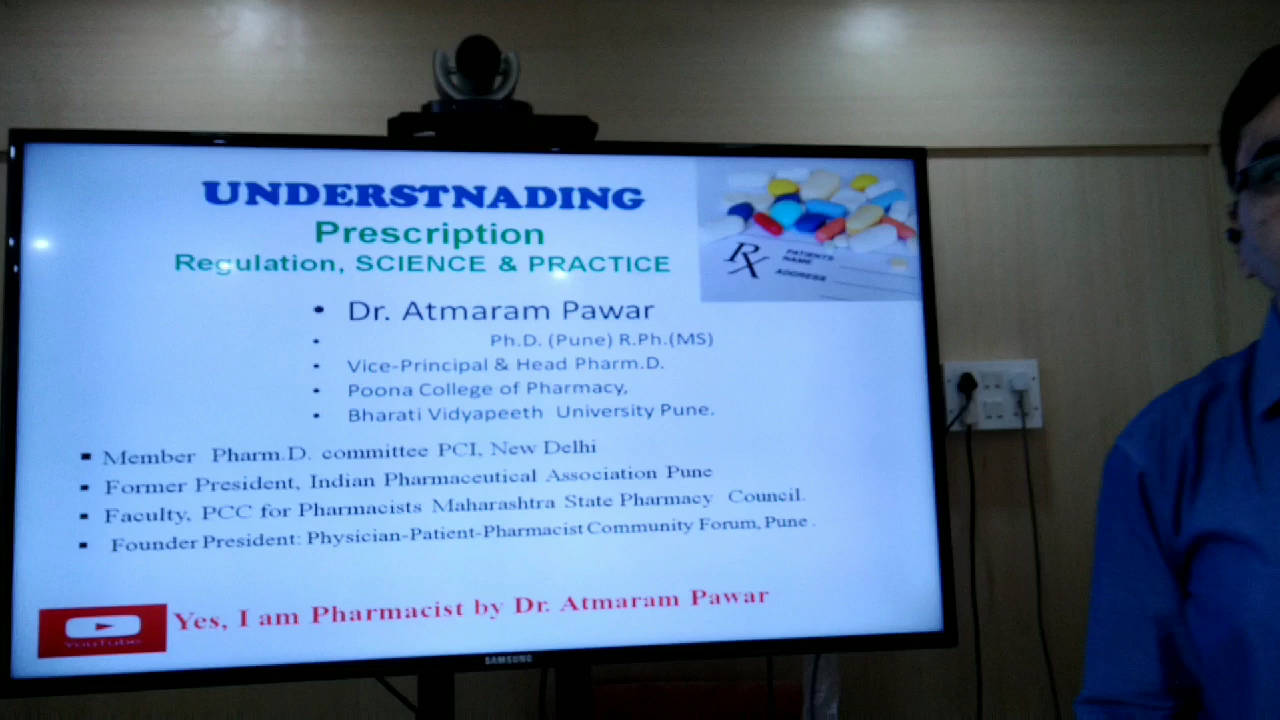 UNDERSTNADING
Prescription
Regulation, SCIENCE & PRACTICE
Rx
PATIENTS
NAME
ADDRESS
• Dr. Atmaram Pawar
• Ph.D. (Pune) R.Ph.(MS)
• Vice-Principal & Head Pharm.D.
• Poona College of Pharmacy,
• Bharati Vidyapeeth University Pune.
▪ Member Pharm.D. committee PCI, New Delhi
▪ Former President, Indian Pharmaceutical Association Pune
▪ Faculty, PCC for Pharmacists Maharashtra State Pharmacy Council.
▪ Founder President: Physician-Patient-Pharmacist Community Forum, Pune .
Yes, I am Pharmacist by Dr. Atmaram Pawar
YouTube
SAMSUNG